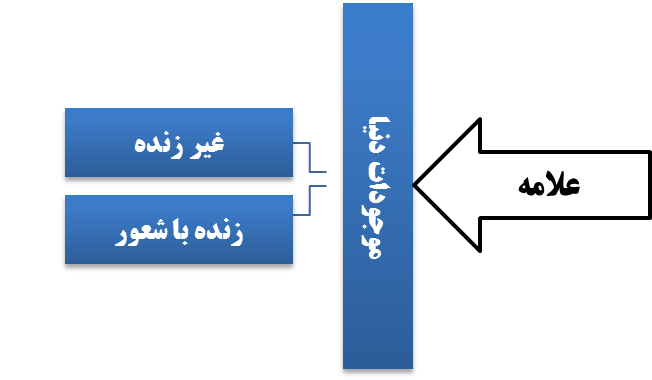 علامه
موجودات دنیا
غیر زنده
زنده با شعور